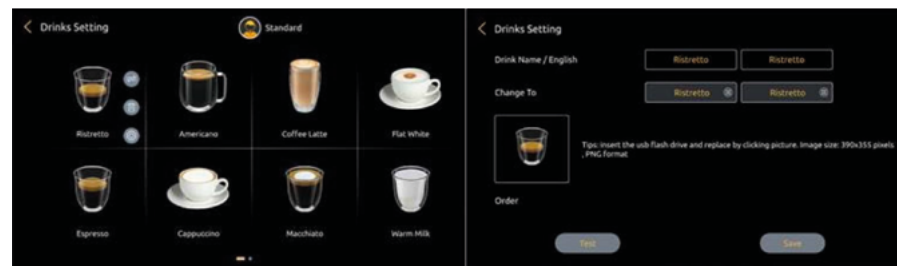 Drinks Setting
Standard
Ristretto
Americano
Coffee Latte
Flat White
Espresso
Cappuccino
Macchiato
Warm Milk
Drinks Setting
Drink Name / English
Ristretto
Ristretto
Change To
Ristretto
Ristretto
Tips: insert the usb flash drive and replace by clicking picture. Image size: 390x355 pixels
, PNG format
Order
Test
Save